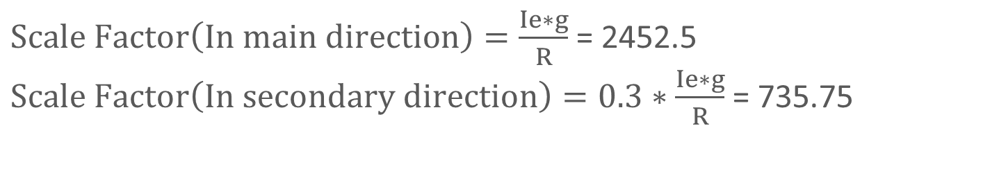 Scale Factor(In main direction) = Ie*g/R = 2452.5
Scale Factor(In secondary direction) = 0.3 * Ie*g/R = 735.75